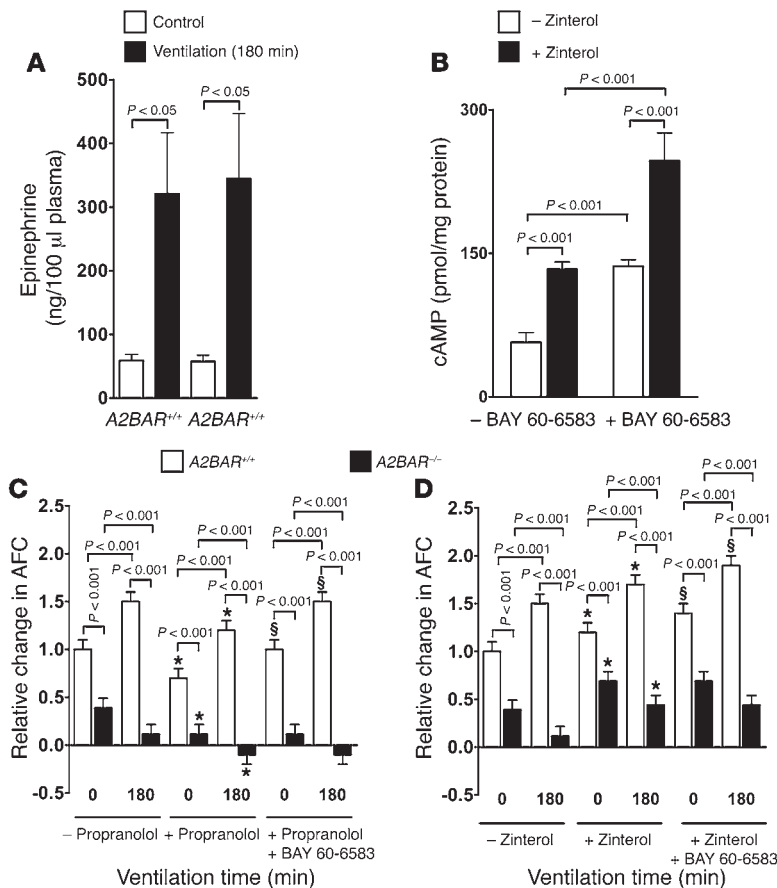 Control
Ventilation (180 min)
A
500
400
300
200
100
0
Epinephrine
(ng/100 µl plasma)
P < 0.05
P < 0.05
A2BAR+/+ A2BAR+/+
– Zinterol
+ Zinterol
B
300
150
0
cAMP (pmol/mg protein)
P < 0.001
P < 0.001
P < 0.001
P < 0.001
– BAY 60-6583 + BAY 60-6583
A2BAR+/+
A2BAR–/–
C
2.5
2.0
1.5
1.0
0.5
0.0
-0.5
Relative change in AFC
P < 0.001
P < 0.001
P < 0.001
P < 0.001
P < 0.001
P < 0.001
P < 0.001
P < 0.001
P < 0.001
P < 0.001
P < 0.001
P < 0.001
* * * * § §
0 180 0 180 0 180
– Propranolol + Propranolol + Propranolol
+ BAY 60-6583
Ventilation time (min)
D
2.5
2.0
1.5
1.0
0.5
0.0
-0.5
Relative change in AFC
P < 0.001
P < 0.001
P < 0.001
P < 0.001
P < 0.001
P < 0.001
P < 0.001
P < 0.001
P < 0.001
P < 0.001
P < 0.001
P < 0.001
* * * * § §
0 180 0 180 0 180
– Zinterol + Zinterol + Zinterol
+ BAY 60-6583
Ventilation time (min)